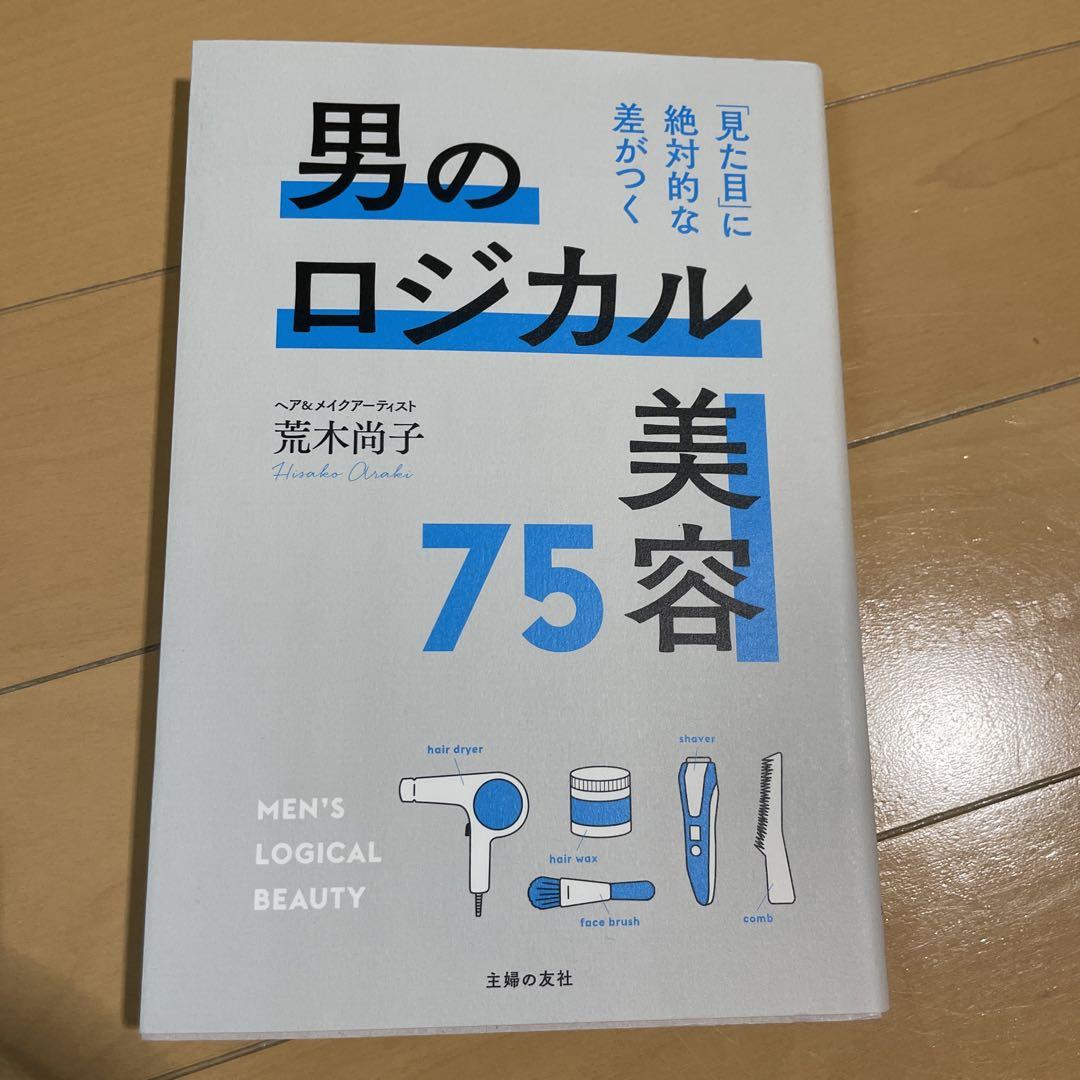 「見た目」に
絶対的な
差がつく
男の
ロジカル
美容
75
ヘア&メイクアーティスト
荒木尚子
Hisako Araki
hair dryer
hair wax
face brush
shaver
comb
MEN'S
LOGICAL
BEAUTY
主婦の友社